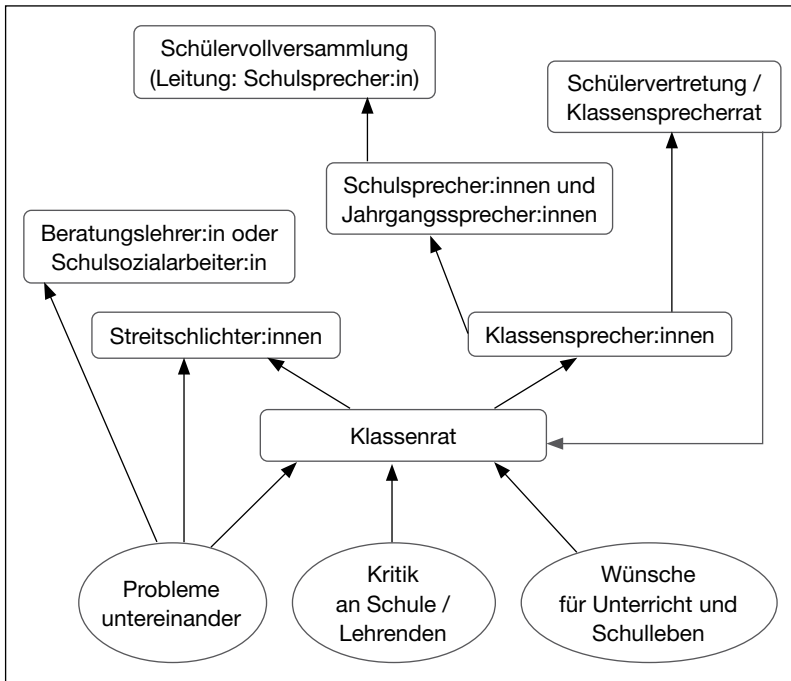 Schülervollversammlung
(Leitung: Schulsprecher:in)
Schülervertretung /
Klassensprecherrat
Schulsprecher:innen und
Jahrgangssprecher:innen
Beratungslehrer:in oder
Schulsozialarbeiter:in
Streitschlichter:innen
Klassensprecher:innen
Klassenrat
Probleme
untereinander
Kritik
an Schule /
Lehrenden
Wünsche
für Unterricht und
Schulleben